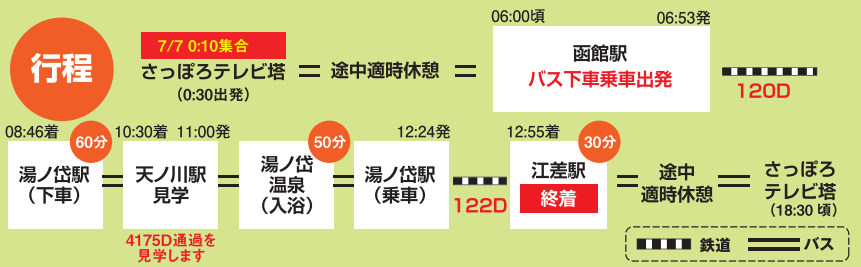 行程
7/7 0:10集合
さっぽろテレビ塔
(0:30出発)
途中適時休憩
06:00頃
06:53発
函館駅
バス下車乗車出発
120D
08:46着
60分
湯ノ岱駅
(下車)
10:30着 11:00発
天ノ川駅
見学
4175D通過を
見学します
50分
湯ノ岱
温泉
(入浴)
12:24発
湯ノ岱駅
(乗車)
122D
12:55着
30分
江差駅
終着
途中
適時休憩
さっぽろ
テレビ塔
(18:30頃)
鉄道
バス